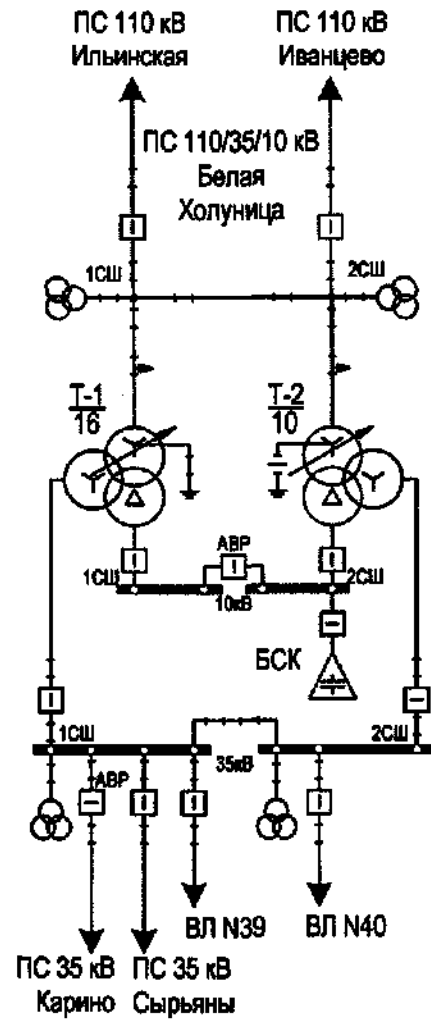 ПС 110 кВ
Ильинская
ПС 110 кВ
Иванцево
ПС 110/35/10 кВ
Белая
Холуница
1СШ
2СШ
Т-1
16
Т-2
10
АВР
1СШ
10кВ
2СШ
БСК
1СШ
35кВ
2СШ
АВР
ВЛ N39
ВЛ N40
ПС 35 кВ
Карино
ПС 35 кВ
Сырьяны